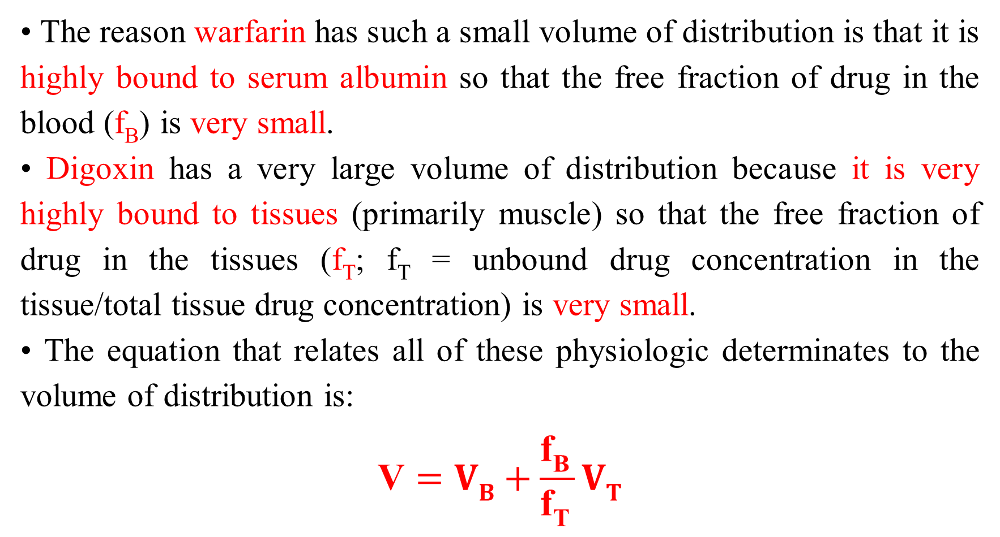 • The reason warfarin has such a small volume of distribution is that it is
highly bound to serum albumin so that the free fraction of drug in the
blood (f_B) is very small.
• Digoxin has a very large volume of distribution because it is very
highly bound to tissues (primarily muscle) so that the free fraction of
drug in the tissues (f_T; f_T = unbound drug concentration in the
tissue/total tissue drug concentration) is very small.
• The equation that relates all of these physiologic determinates to the
volume of distribution is:
V = V_B + f_B/f_T V_T